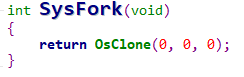 int SysFork(void)
{
    return OsClone(0, 0, 0);
}